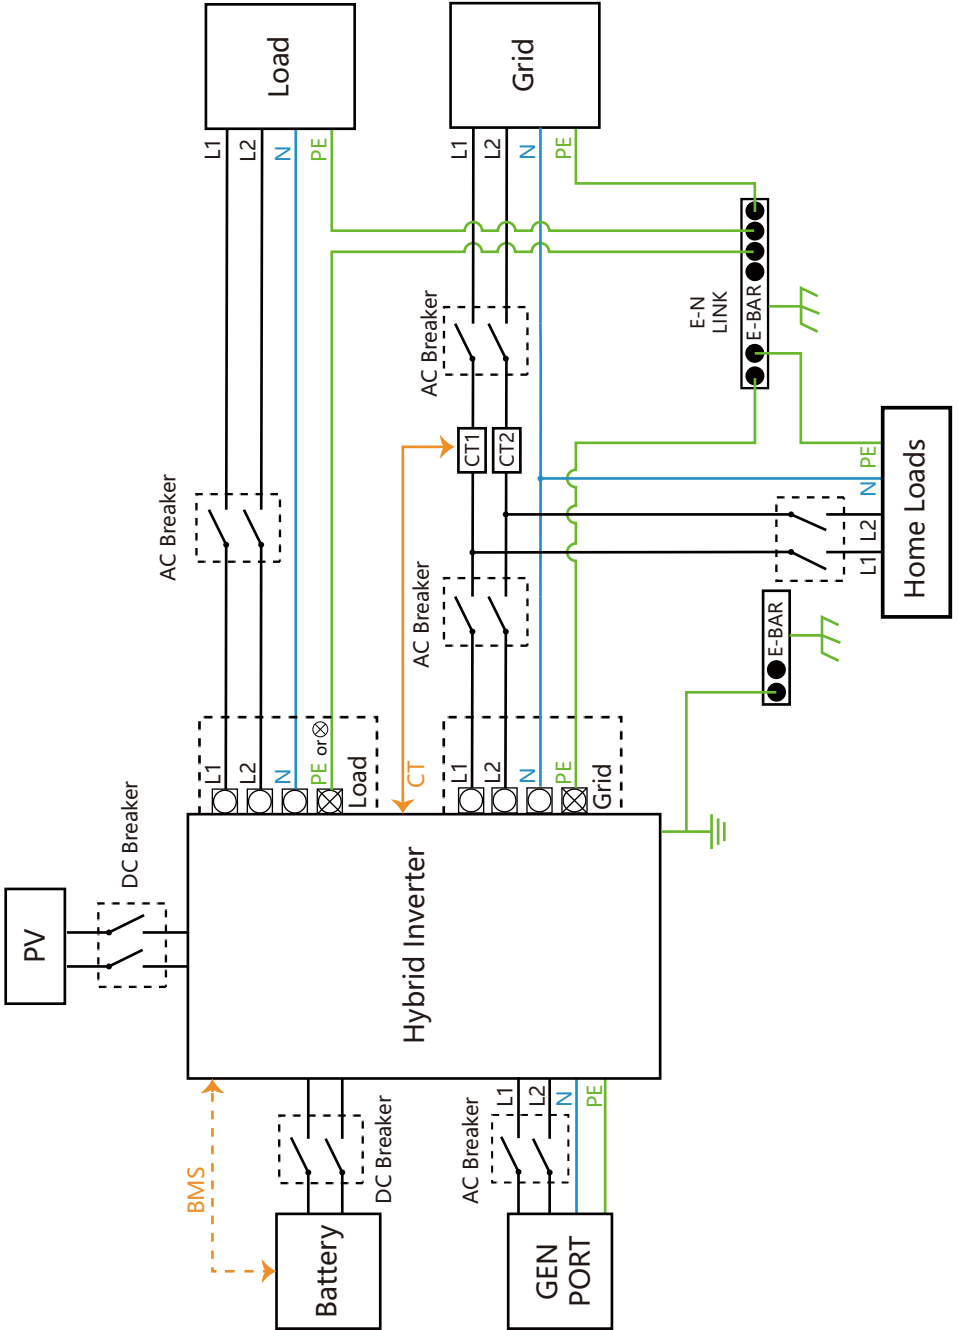 Load
Grid
L1
L2
N
PE
L1
L2
N
PE
E-N
LINK
E-BAR
AC Breaker
CT1
CT2
AC Breaker
AC Breaker
PE
N
L2
L1
Home Loads
E-BAR
L1
L2
N
PE or
Load
CT
L1
L2
N
PE
Grid
DC Breaker
PV
Hybrid Inverter
BMS
DC Breaker
Battery
AC Breaker
L1
L2
N
PE
GEN
PORT